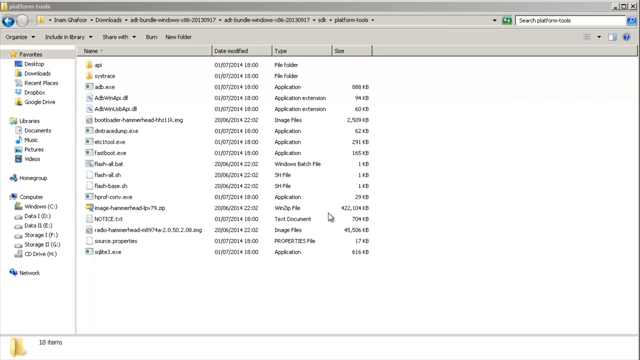 platform-tools
Inam Ghafoor ▸ Downloads ▸ adt-bundle-windows-x86-20130917 ▸ adt-bundle-windows-x86-20130917 ▸ sdk ▸ platform-tools ▸
Search platform-tools
Organize
Include in library
Share with
Burn
New folder
Name Date modified Type Size
Favorites
Desktop
Downloads
Recent Places
Dropbox
Google Drive
Libraries
Documents
Music
Pictures
Videos
Homegroup
Computer
Windows (C:)
Data I (D:)
Data II (E:)
Storage I (F:)
Storage II (G:)
CD Drive (H:)
Network
api 01/07/2014 18:00 File folder
systrace 01/07/2014 18:00 File folder
adb.exe 01/07/2014 18:00 Application 888 KB
AdbWinApi.dll 01/07/2014 18:00 Application extension 94 KB
AdbWinUsbApi.dll 01/07/2014 18:00 Application extension 60 KB
bootloader-hammerhead-hhz11k.img 20/06/2014 22:02 Image Files 2,509 KB
dmtracedump.exe 01/07/2014 18:00 Application 62 KB
etc1tool.exe 01/07/2014 18:00 Application 291 KB
fastboot.exe 01/07/2014 18:00 Application 165 KB
flash-all.bat 20/06/2014 22:02 Windows Batch File 1 KB
flash-all.sh 20/06/2014 22:02 SH File 1 KB
flash-base.sh 20/06/2014 22:02 SH File 1 KB
hprof-conv.exe 01/07/2014 18:00 Application 29 KB
image-hammerhead-lpv79.zip 20/06/2014 22:02 WinZip File 422,104 KB
NOTICE.txt 01/07/2014 18:00 Text Document 704 KB
radio-hammerhead-m8974a-2.0.50.2.08.img 20/06/2014 22:02 Image Files 45,506 KB
source.properties 01/07/2014 18:00 PROPERTIES File 17 KB
sqlite3.exe 01/07/2014 18:00 Application 616 KB
18 items